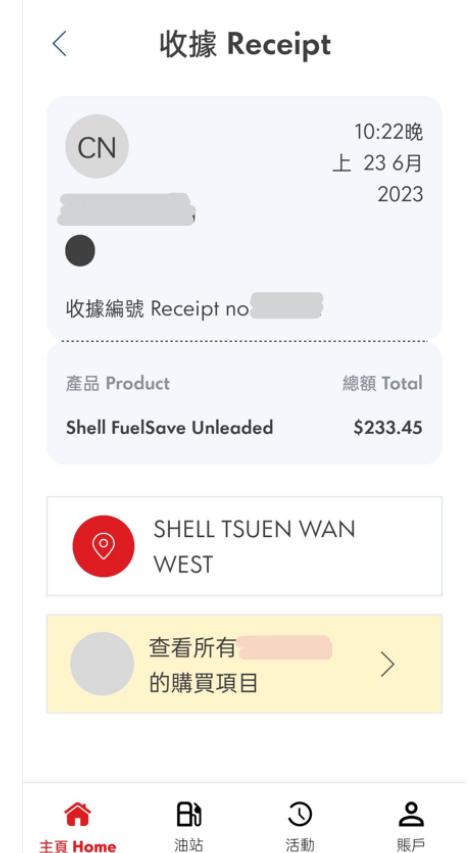 收據 Receipt
CN
10:22晚
上 23 6月
2023
收據編號 Receipt no
產品 Product
總額 Total
Shell FuelSave Unleaded
$233.45
SHELL TSUEN WAN
WEST
查看所有
的購買項目
主頁 Home
油站
活動
賬戶